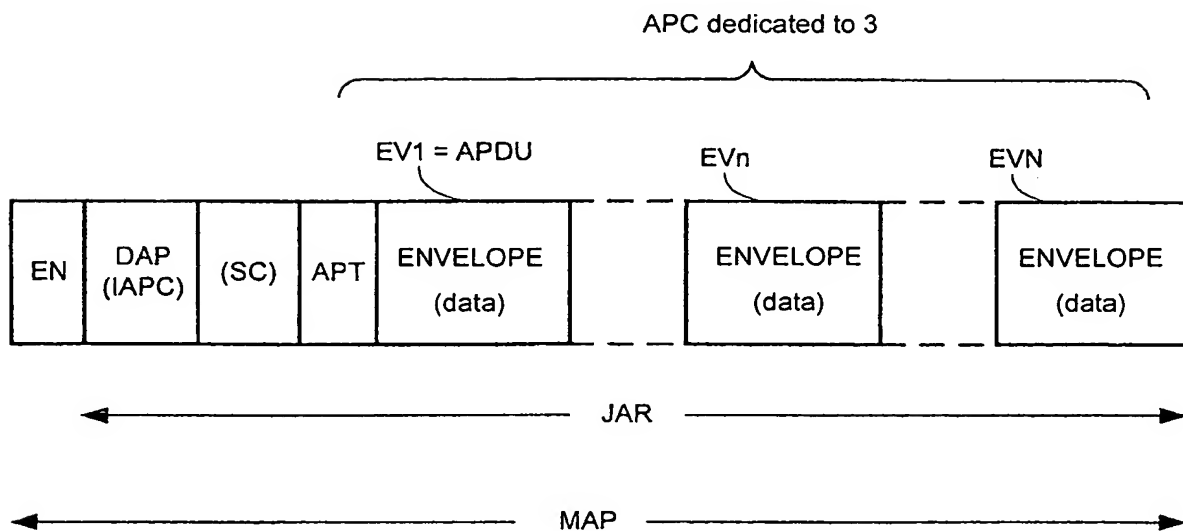 APC dedicated to 3
EV1 = APDU
EVn
EVN
EN
DAP
(IAPC)
(SC)
APT
ENVELOPE
(data)
ENVELOPE
(data)
ENVELOPE
(data)
JAR
MAP